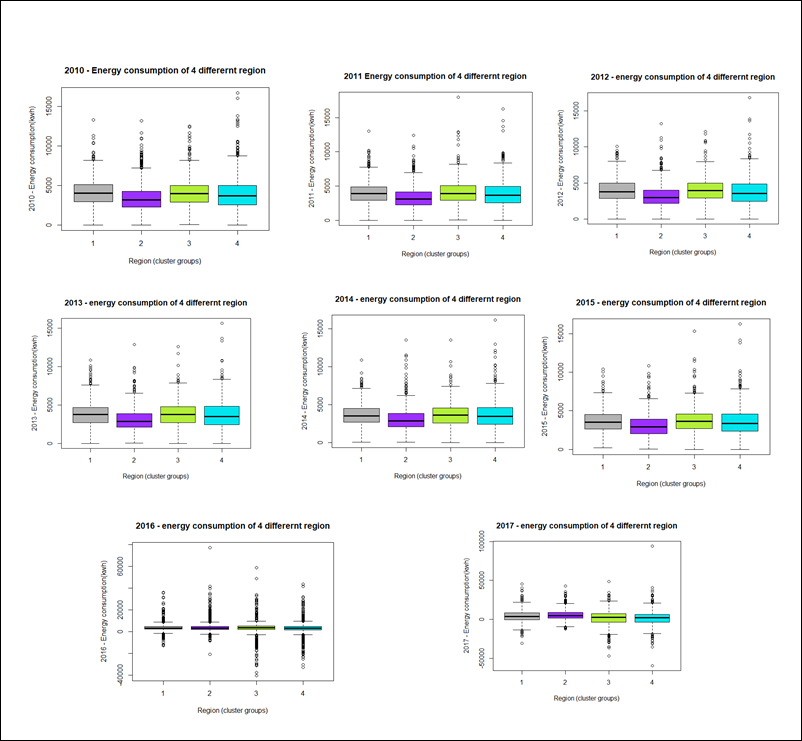 2010 - Energy consumption of 4 differernt region
2010 - Energy consumption(kwh)
0 5000 15000
1 2 3 4
Region (cluster groups)
2011 Energy consumption of 4 differernt region
2011 - Energy consumption(kwh)
0 5000 15000
1 2 3 4
Region (cluster groups)
2012 - energy consumption of 4 differernt region
2012 - Energy consumption(kwh)
0 5000 15000
1 2 3 4
Region (cluster groups)
2013 - energy consumption of 4 differernt region
2013 - Energy consumption(kwh)
0 5000 15000
1 2 3 4
Region (cluster groups)
2014 - energy consumption of 4 differernt region
2014 - Energy consumption(kwh)
0 5000 15000
1 2 3 4
Region (cluster groups)
2015 - energy consumption of 4 differernt region
2015 - Energy consumption(kwh)
0 5000 15000
1 2 3 4
Region (cluster groups)
2016 - energy consumption of 4 differernt region
2016 - Energy consumption(kwh)
-40000 0 20000 60000
1 2 3 4
Region (cluster groups)
2017 - energy consumption of 4 differernt region
2017 - Energy consumption(kwh)
-50000 0 50000 100000
1 2 3 4
Region (cluster groups)